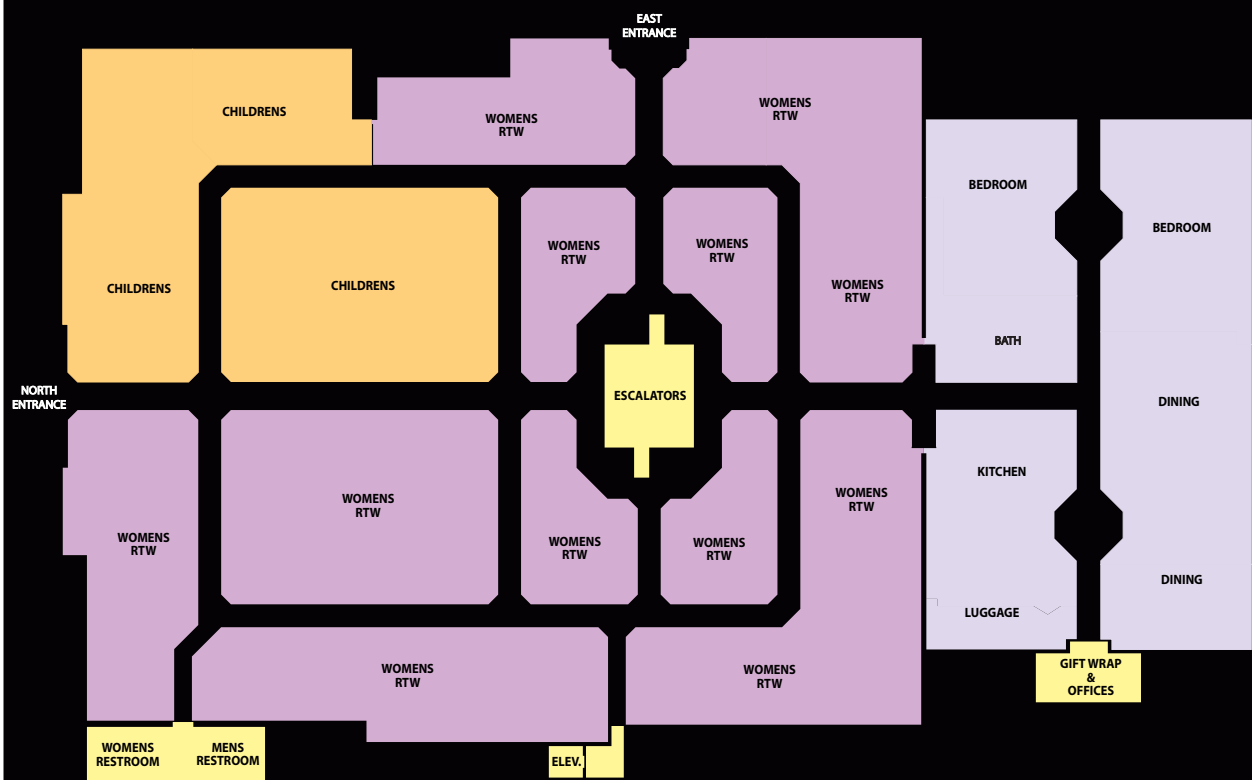 EAST
ENTRANCE
CHILDRENS
WOMENS
RTW
WOMENS
RTW
BEDROOM
BEDROOM
WOMENS
RTW
WOMENS
RTW
CHILDRENS
CHILDRENS
WOMENS
RTW
BATH
NORTH
ENTRANCE
ESCALATORS
DINING
KITCHEN
WOMENS
RTW
WOMENS
RTW
WOMENS
RTW
WOMENS
RTW
WOMENS
RTW
DINING
LUGGAGE
WOMENS
RTW
WOMENS
RTW
GIFT WRAP
&
OFFICES
WOMENS
RESTROOM
MENS
RESTROOM
ELEV.